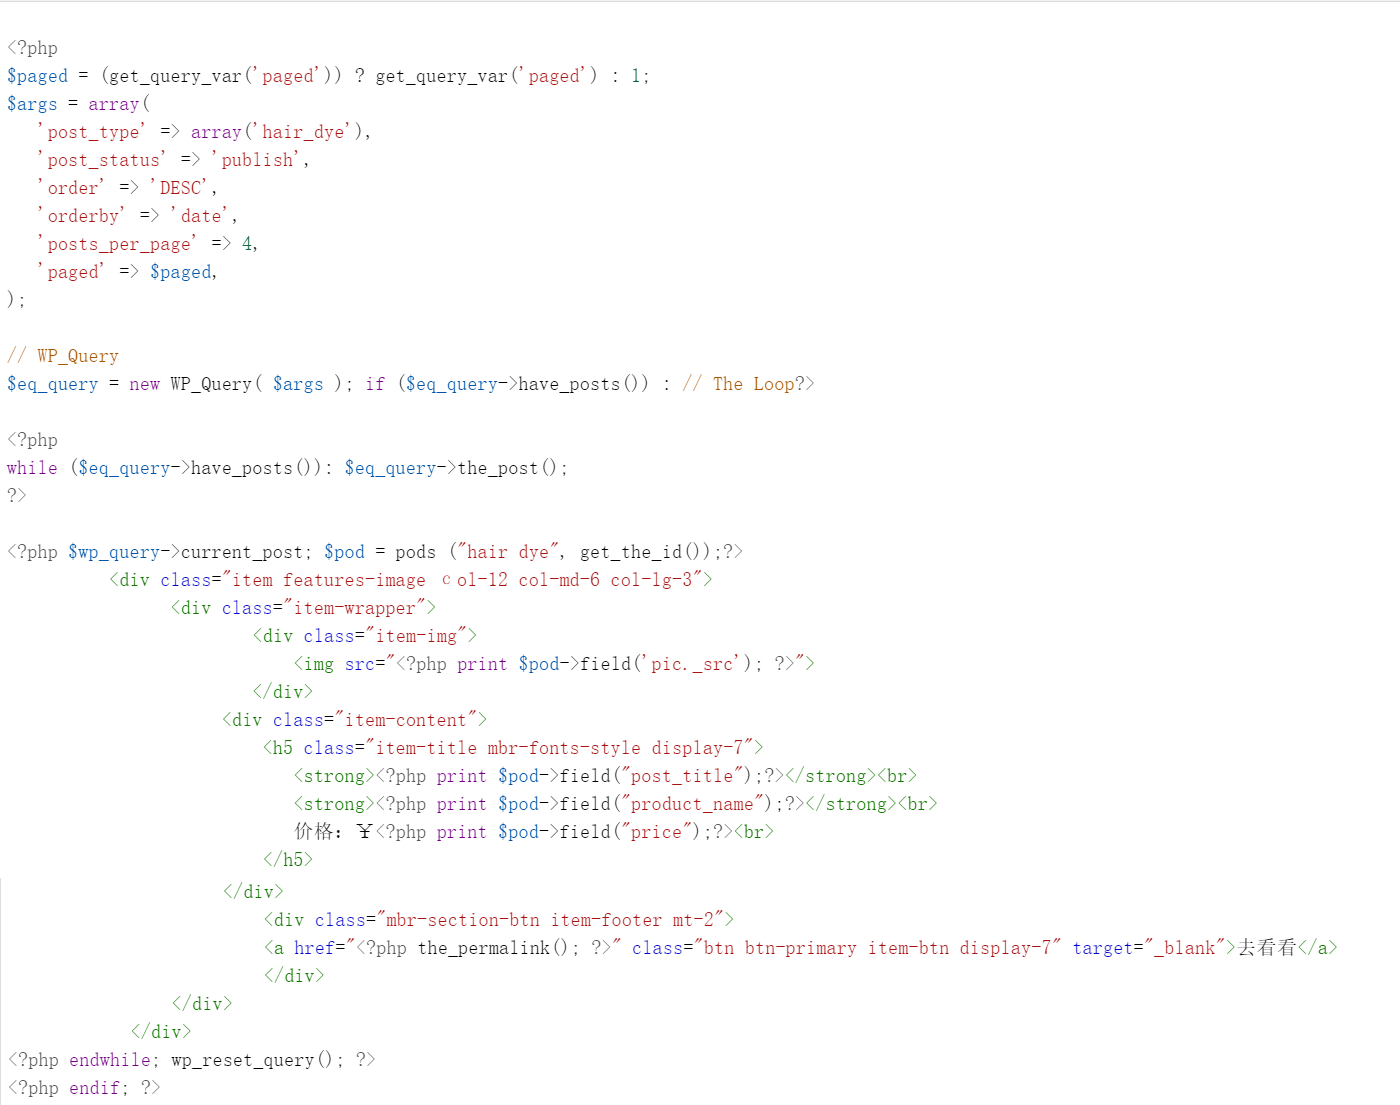 <?php
$paged = (get_query_var('paged')) ? get_query_var('paged') : 1;
$args = array(
   'post_type' => array('hair_dye'),
   'post_status' => 'publish',
   'order' => 'DESC',
   'orderby' => 'date',
   'posts_per_page' => 4,
   'paged' => $paged,
);
// WP_Query
$eq_query = new WP_Query( $args ); if ($eq_query->have_posts()) : // The Loop?>
<?php
while ($eq_query->have_posts()): $eq_query->the_post();
?>
<?php $wp_query->current_post; $pod = pods ("hair dye", get_the_id());?>
          <div class="item features-image ｃol-12 col-md-6 col-lg-3">
                <div class="item-wrapper">
                        <div class="item-img">
                            <img src="<?php print $pod->field('pic._src'); ?>">
                        </div>
                     <div class="item-content">
                         <h5 class="item-title mbr-fonts-style display-7">
                            <strong><?php print $pod->field("post_title");?></strong><br>
                            <strong><?php print $pod->field("product_name");?></strong><br>
                            价格：￥<?php print $pod->field("price");?><br>
                         </h5>
                     </div>
                         <div class="mbr-section-btn item-footer mt-2">
                         <a href="<?php the_permalink(); ?>" class="btn btn-primary item-btn display-7" target="_blank">去看看</a>
                         </div>
                </div>
            </div>
<?php endwhile; wp_reset_query(); ?>
<?php endif; ?>